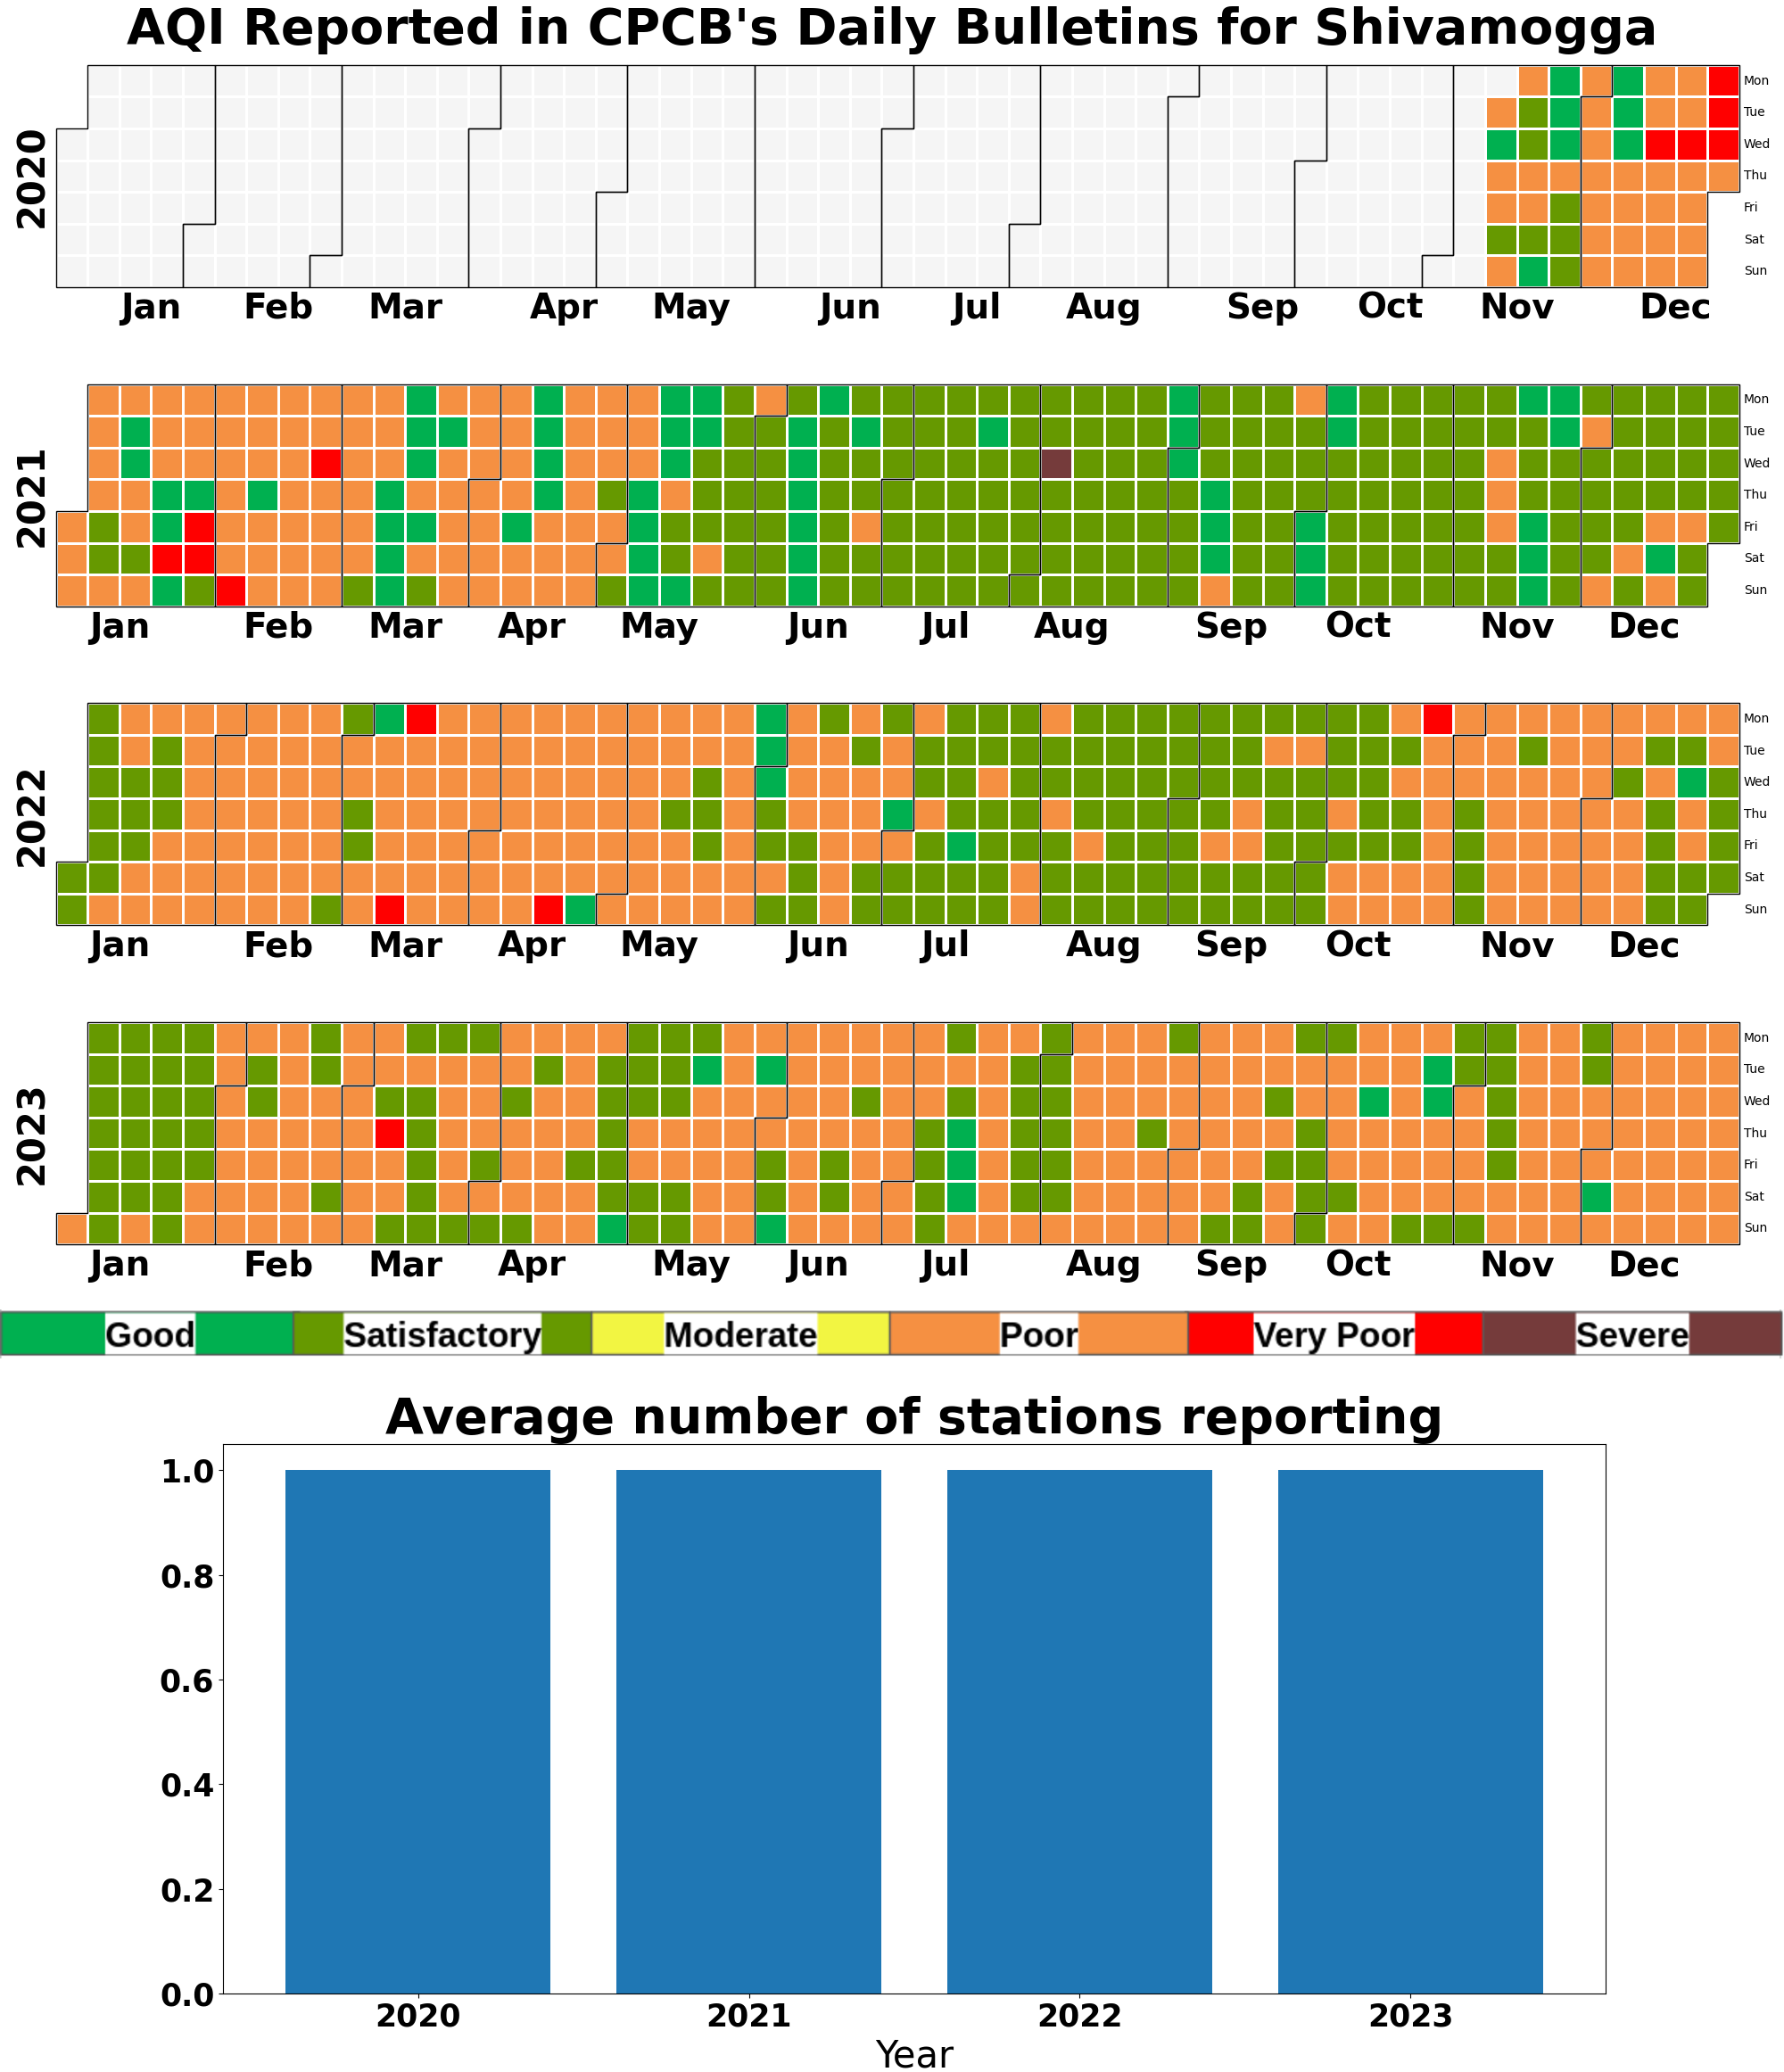 AQI Reported in CPCB's Daily Bulletins for Shivamogga
2020
Mon
Tue
Wed
Thu
Fri
Sat
Sun
Jan Feb Mar Apr May Jun Jul Aug Sep Oct Nov Dec
2021
Mon
Tue
Wed
Thu
Fri
Sat
Sun
Jan Feb Mar Apr May Jun Jul Aug Sep Oct Nov Dec
2022
Mon
Tue
Wed
Thu
Fri
Sat
Sun
Jan Feb Mar Apr May Jun Jul Aug Sep Oct Nov Dec
2023
Mon
Tue
Wed
Thu
Fri
Sat
Sun
Jan Feb Mar Apr May Jun Jul Aug Sep Oct Nov Dec
Good Satisfactory Moderate Poor Very Poor Severe
Average number of stations reporting
1.0
0.8
0.6
0.4
0.2
0.0
2020 2021 2022 2023
Year